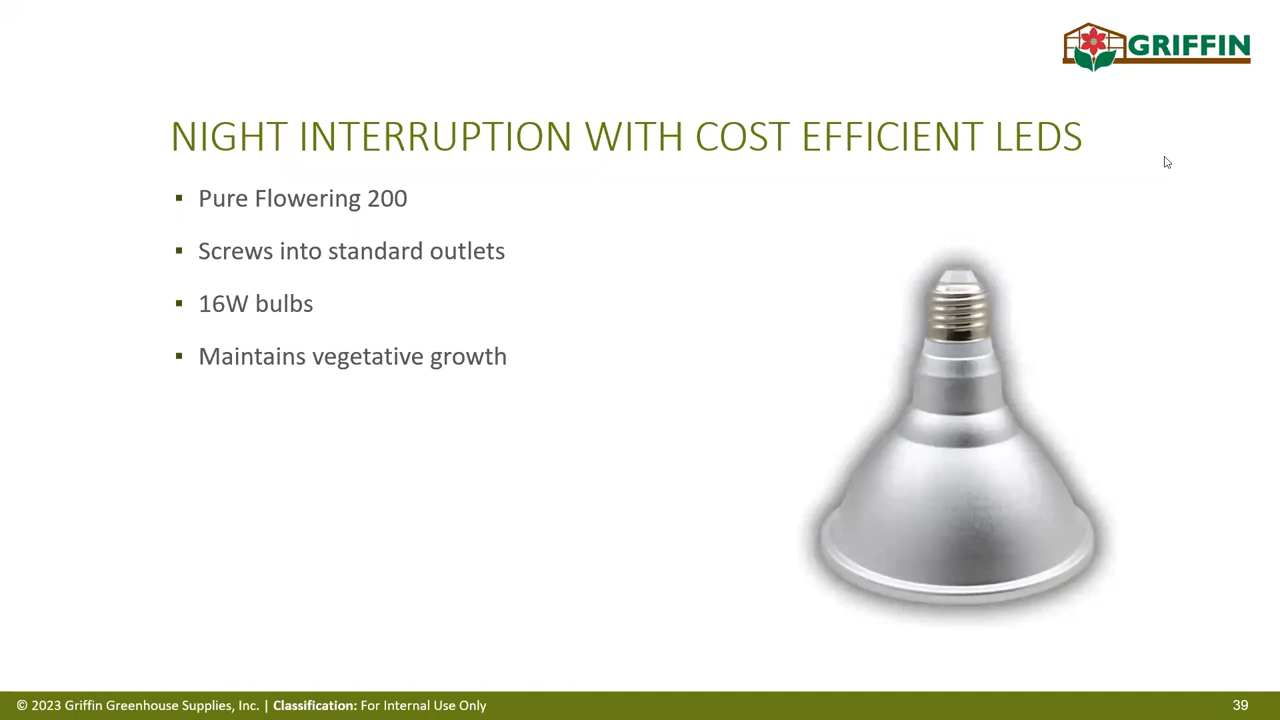 GRIFFIN
NIGHT INTERRUPTION WITH COST EFFICIENT LEDS
▪ Pure Flowering 200
▪ Screws into standard outlets
▪ 16W bulbs
▪ Maintains vegetative growth
© 2023 Griffin Greenhouse Supplies, Inc. | Classification: For Internal Use Only
39